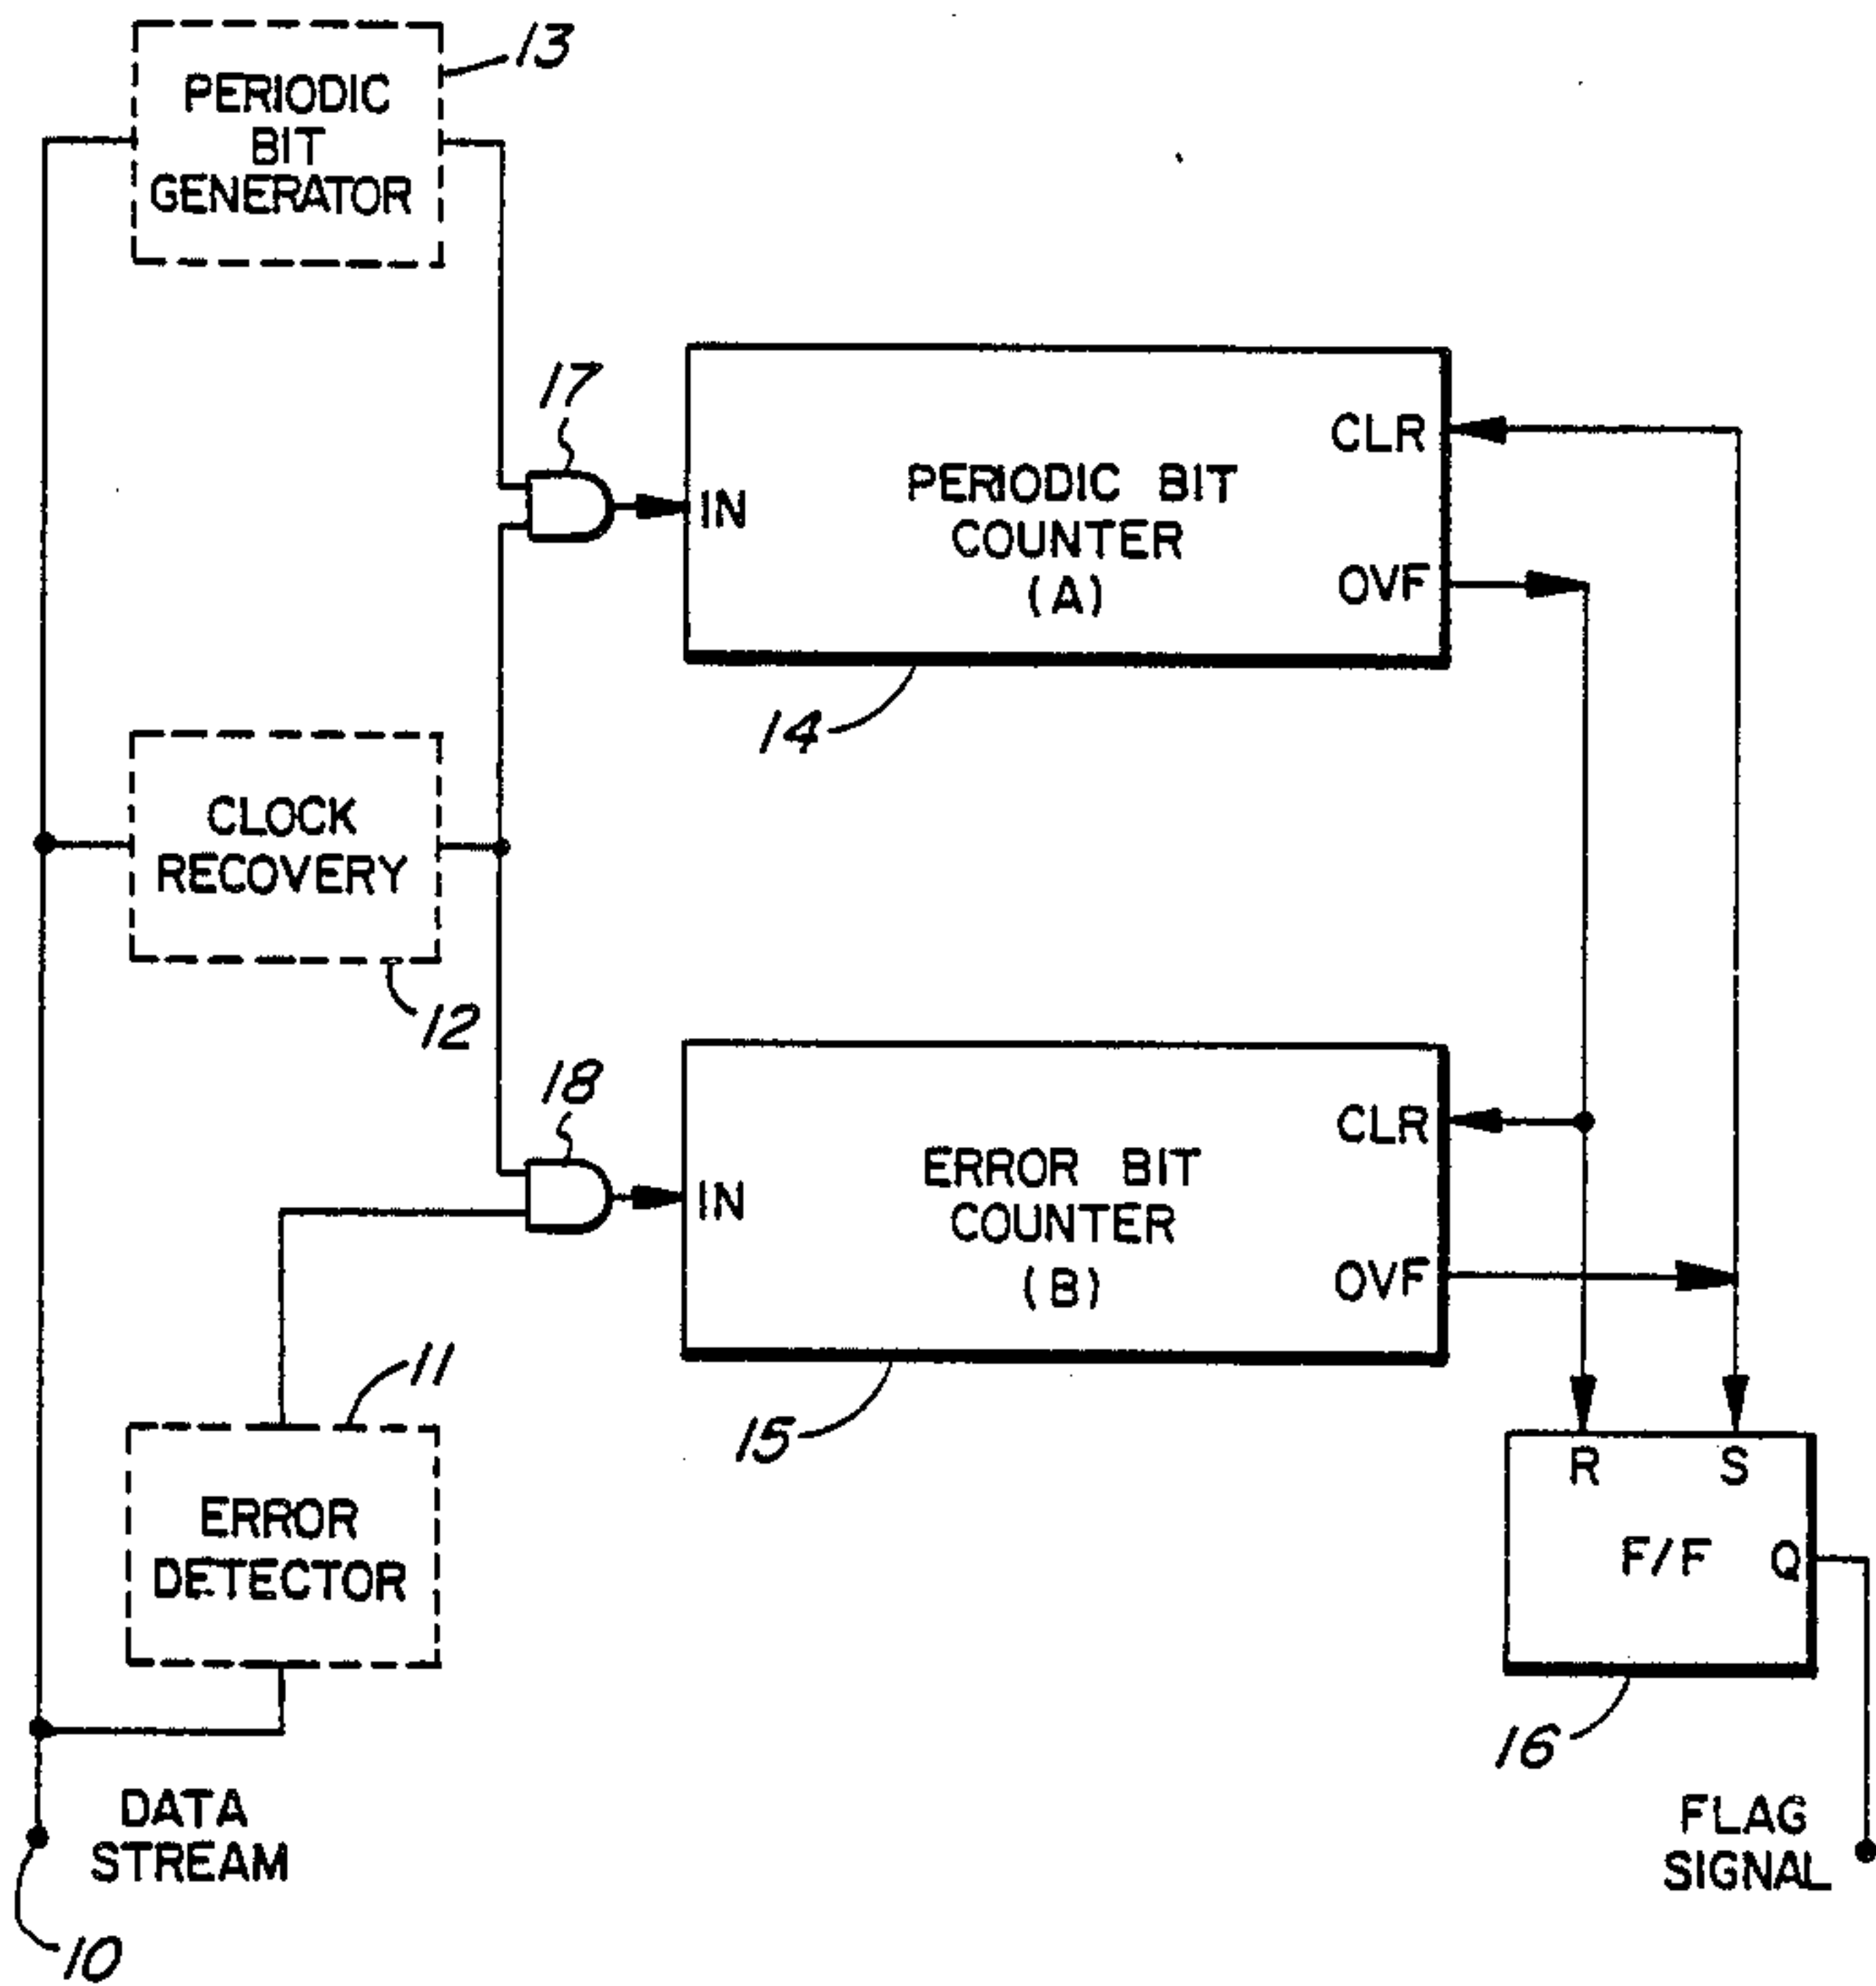 13
PERIODIC
BIT
GENERATOR
17
IN
PERIODIC BIT
COUNTER
(A)
CLR
OVF
14
CLOCK
RECOVERY
12
18
IN
ERROR BIT
COUNTER
(B)
CLR
OVF
15
11
ERROR
DETECTOR
R
S
F/F
Q
16
DATA
STREAM
10
FLAG
SIGNAL